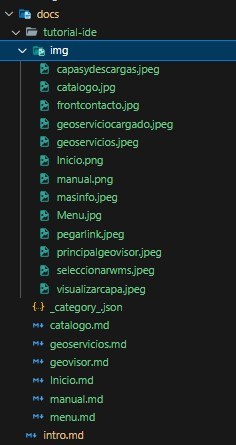 docs
tutorial-ide
img
capasydescargas.jpeg
catalogo.jpg
frontcontacto.jpg
geoserviciocargado.jpeg
geoservicios.jpeg
Inicio.png
manual.png
masinfo.jpeg
Menu.jpg
pegarlink.jpeg
principalgeovisor.jpeg
seleccionarwms.jpeg
visualizarcapa.jpeg
{..} _category_.json
catalogo.md
geoservicios.md
geovisor.md
Inicio.md
manual.md
menu.md
intro.md